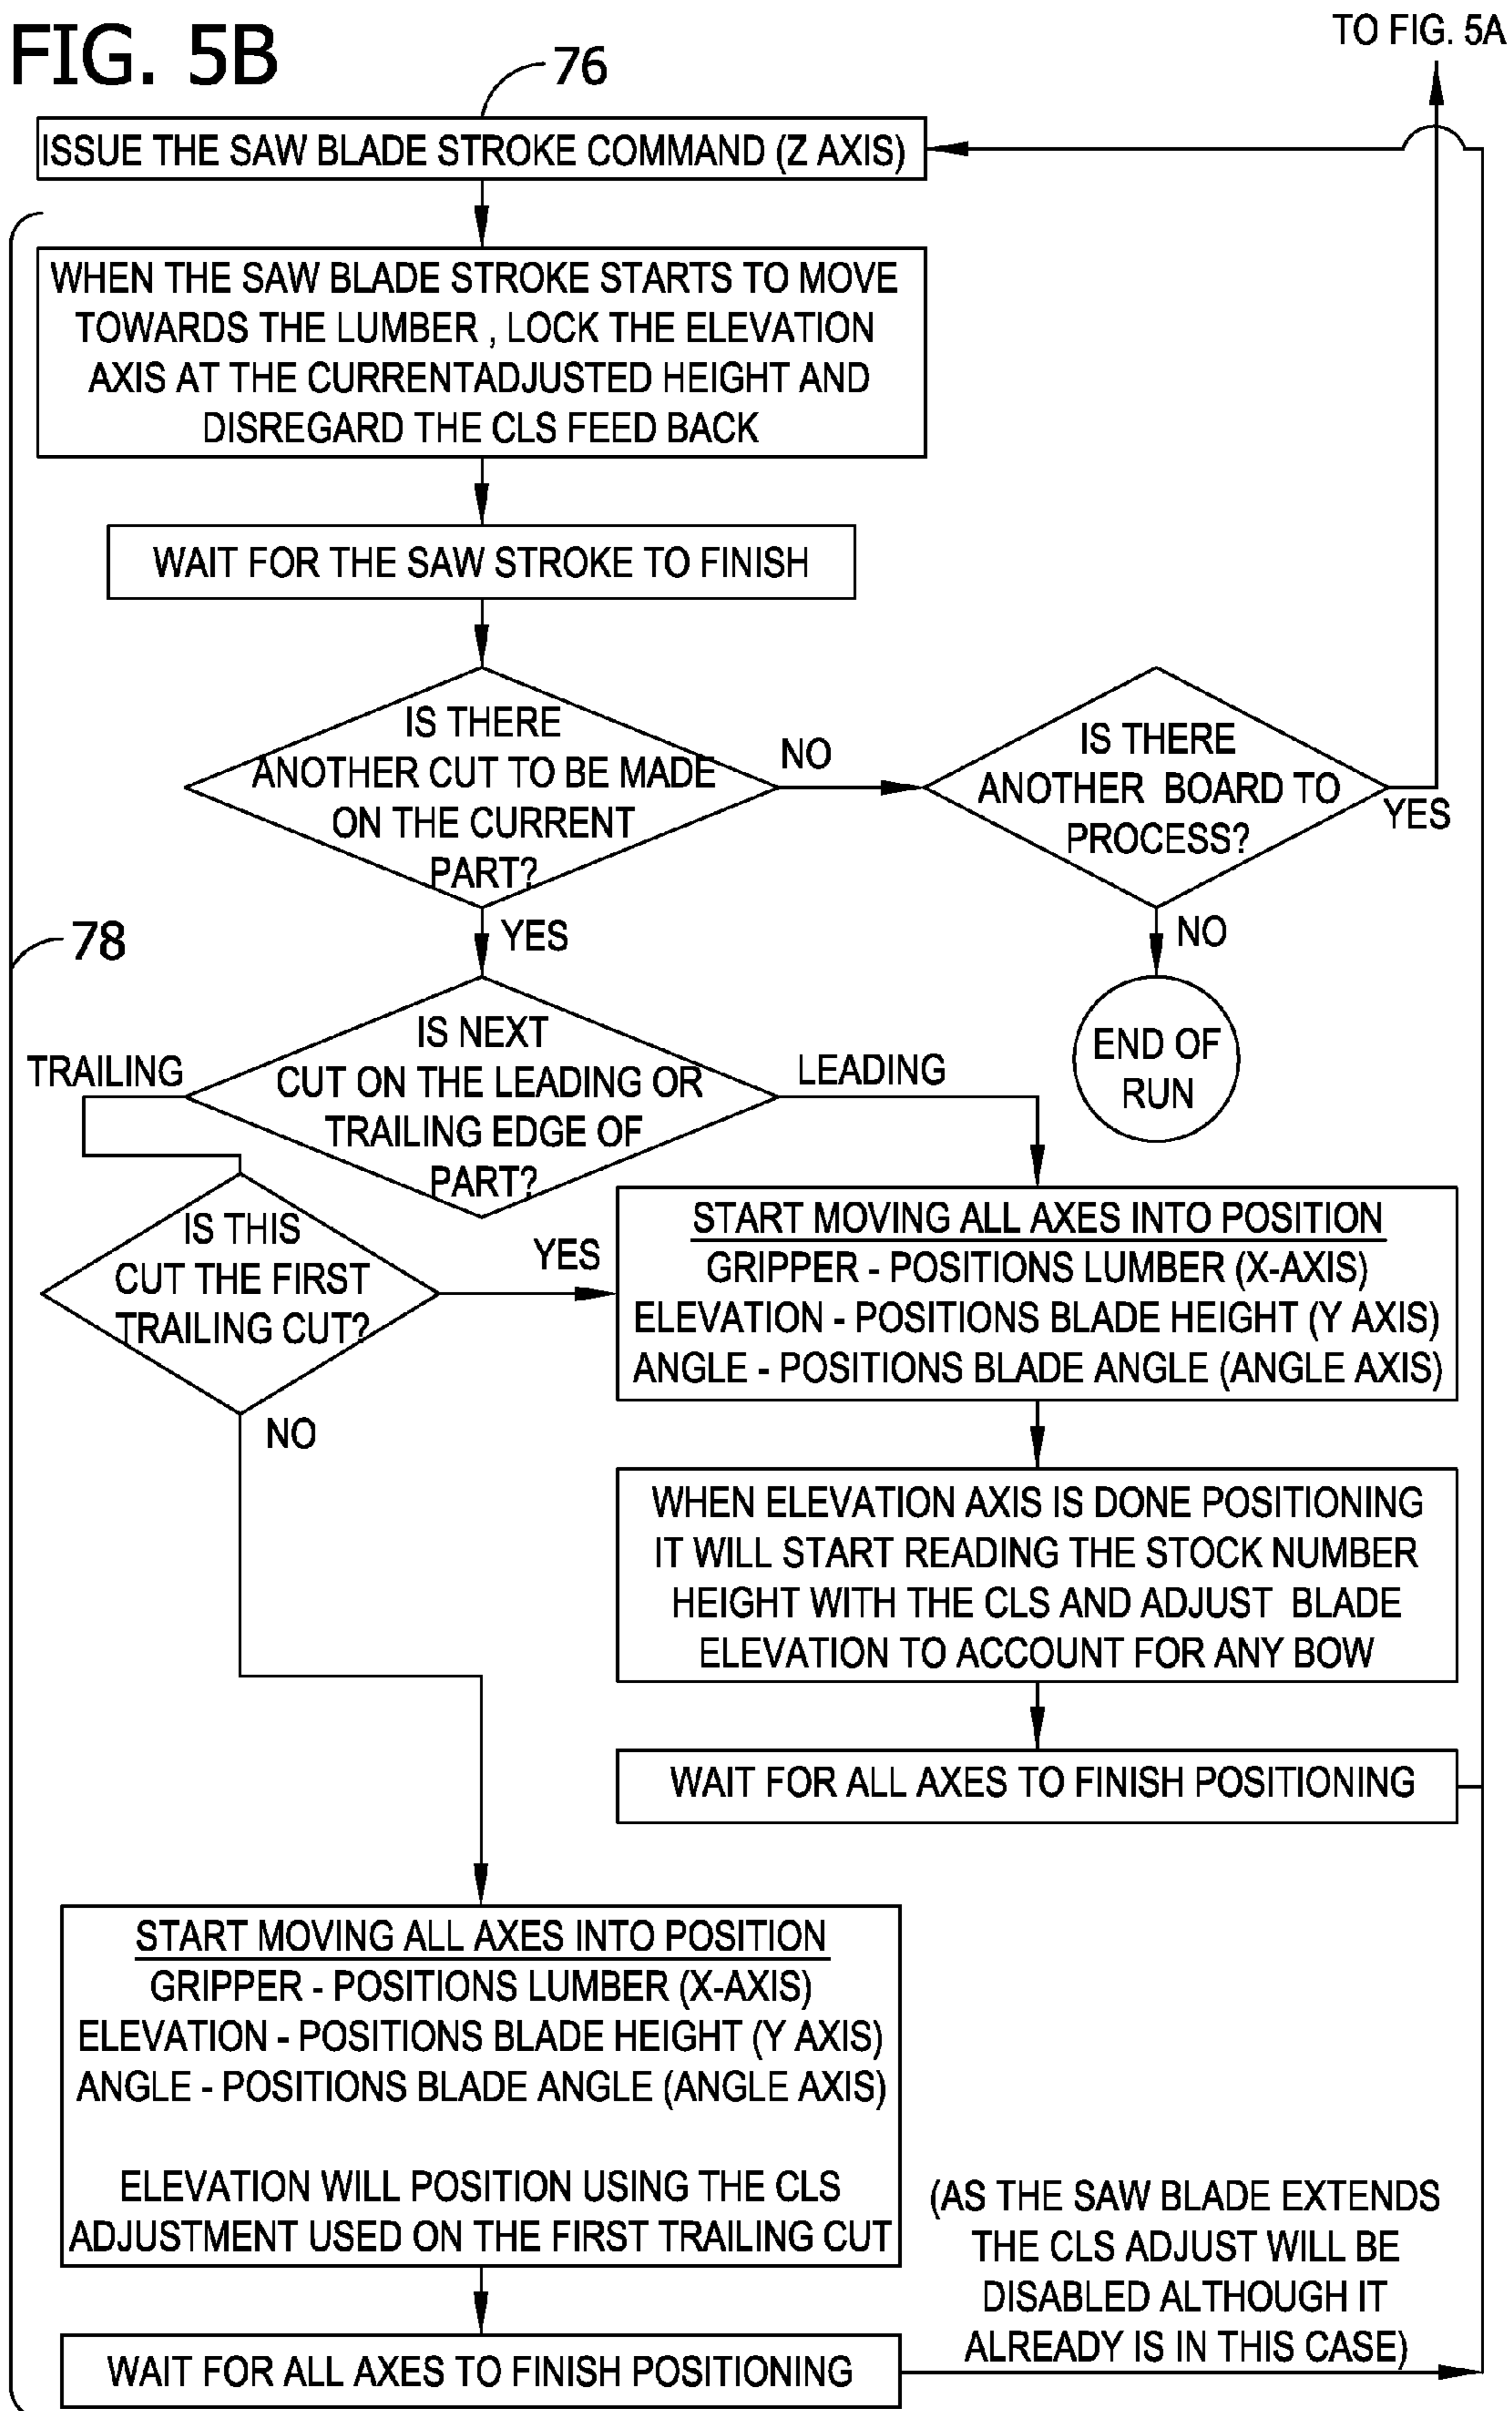 FIG. 5B
TO FIG. 5A
76
ISSUE THE SAW BLADE STROKE COMMAND (Z AXIS)
WHEN THE SAW BLADE STROKE STARTS TO MOVE
TOWARDS THE LUMBER , LOCK THE ELEVATION
AXIS AT THE CURRENTADJUSTED HEIGHT AND
DISREGARD THE CLS FEED BACK
WAIT FOR THE SAW STROKE TO FINISH
IS THERE
ANOTHER CUT TO BE MADE
ON THE CURRENT
PART?
NO
IS THERE
ANOTHER BOARD TO
PROCESS?
YES
YES
NO
78
END OF
RUN
IS NEXT
CUT ON THE LEADING OR
TRAILING EDGE OF
PART?
TRAILING
LEADING
IS THIS
CUT THE FIRST
TRAILING CUT?
YES
NO
START MOVING ALL AXES INTO POSITION
GRIPPER - POSITIONS LUMBER (X-AXIS)
ELEVATION - POSITIONS BLADE HEIGHT (Y AXIS)
ANGLE - POSITIONS BLADE ANGLE (ANGLE AXIS)
WHEN ELEVATION AXIS IS DONE POSITIONING
IT WILL START READING THE STOCK NUMBER
HEIGHT WITH THE CLS AND ADJUST BLADE
ELEVATION TO ACCOUNT FOR ANY BOW
WAIT FOR ALL AXES TO FINISH POSITIONING
START MOVING ALL AXES INTO POSITION
GRIPPER - POSITIONS LUMBER (X-AXIS)
ELEVATION - POSITIONS BLADE HEIGHT (Y AXIS)
ANGLE - POSITIONS BLADE ANGLE (ANGLE AXIS)
ELEVATION WILL POSITION USING THE CLS
ADJUSTMENT USED ON THE FIRST TRAILING CUT
(AS THE SAW BLADE EXTENDS
THE CLS ADJUST WILL BE
DISABLED ALTHOUGH IT
ALREADY IS IN THIS CASE)
WAIT FOR ALL AXES TO FINISH POSITIONING